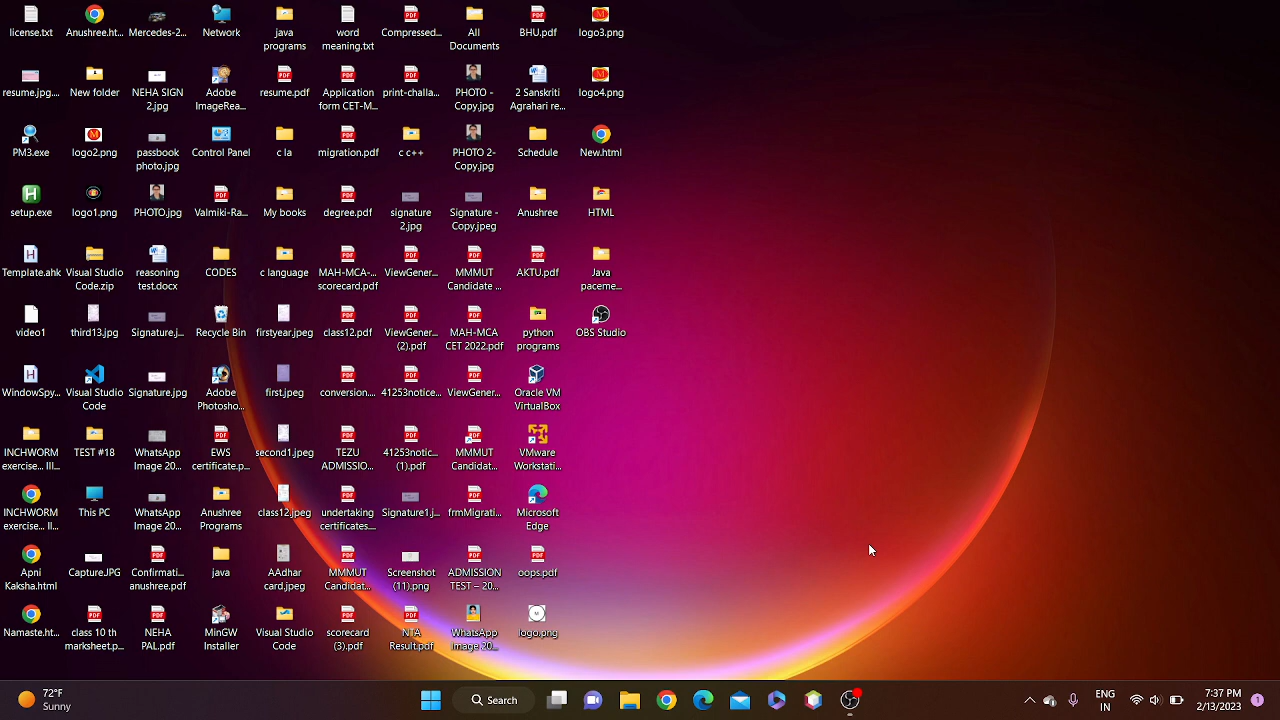 license.txt
Anushree.ht...
Mercedes-2...
Network
java
programs
word
meaning.txt
Compressed...
All
Documents
BHU.pdf
logo3.png
resume.jpg....
New folder
NEHA SIGN
2.jpg
Adobe
ImageRea...
resume.pdf
Application
form CET-M...
print-challa...
PHOTO -
Copy.jpg
2 Sanskriti
Agrahari re...
logo4.png
PM3.exe
logo2.png
passbook
photo.jpg
Control Panel
c la
migration.pdf
c c++
PHOTO 2-
Copy.jpg
Schedule
New.html
setup.exe
logo1.png
PHOTO.jpg
Valmiki-Ra...
My books
degree.pdf
signature
2.jpg
Signature -
Copy.jpeg
Anushree
HTML
Template.ahk
Visual Studio
Code.zip
reasoning
test.docx
CODES
c language
MAH-MCA-...
scorecard.pdf
ViewGener...
MMMUT
Candidate ...
AKTU.pdf
Java
paceme...
video1
third13.jpg
Signature.j...
Recycle Bin
firstyear.jpeg
class12.pdf
ViewGener...
(2).pdf
MAH-MCA
CET 2022.pdf
python
programs
OBS Studio
WindowSpy...
Visual Studio
Code
Signature.jpg
Adobe
Photosho...
first.jpeg
conversion....
41253notice...
ViewGener...
Oracle VM
VirtualBox
INCHWORM
exercise... III...
TEST #18
WhatsApp
Image 20...
EWS
certificate.p...
second1.jpeg
TEZU
ADMISSIO...
41253notic...
(1).pdf
MMMUT
Candidat...
VMware
Workstati...
INCHWORM
exercise... II...
This PC
WhatsApp
Image 20...
Anushree
Programs
class12.jpeg
undertaking
certificates....
Signature1.j...
frmMigrati...
Microsoft
Edge
Apni
Kaksha.html
CaptureJPG
Confirmati...
anushree.pdf
java
AAdhar
card.jpeg
MMMUT
Candidat...
Screenshot
(11).png
ADMISSION
TEST – 20...
oops.pdf
Namaste.ht...
class 10 th
marksheet.p...
NEHA
PAL.pdf
MinGW
Installer
Visual Studio
Code
scorecard
(3).pdf
NTA
Result.pdf
WhatsApp
Image 20...
logo.png
72°F
Sunny
Search
ENG
IN
7:37 PM
2/13/2023
1